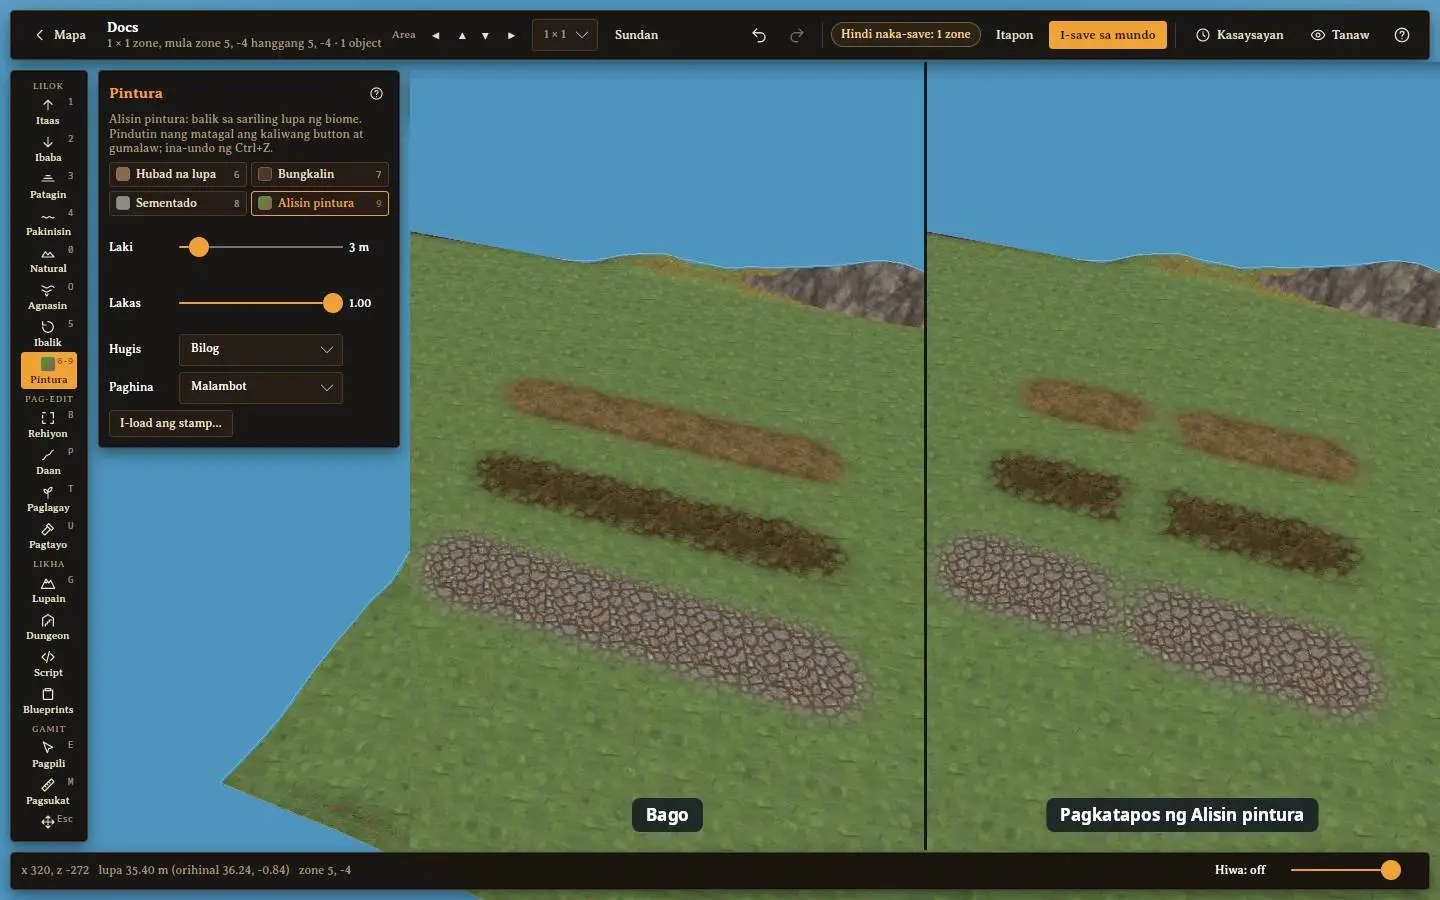 Mapa
Docs
1 × 1 zone, mula zone 5, -4 hanggang 5, -4 · 1 object
Area
1 × 1
Sundan
Hindi naka-save: 1 zone
Itapon
I-save sa mundo
Kasaysayan
Tanaw
LILOK
1
Itaas
2
Ibaba
3
Patagin
4
Pakinisin
0
Natural
O
Agnasin
5
Ibalik
6-9
Pintura
PAG-EDIT
B
Rehiyon
P
Daan
T
Paglagay
U
Pagtayo
LIKHA
G
Lupain
Dungeon
Script
Blueprints
GAMIT
E
Pagpili
M
Pagsukat
Esc
Pintura
Alisin pintura: balik sa sariling lupa ng biome.
Pindutin nang matagal ang kaliwang button at
gumalaw; ina-undo ng Ctrl+Z.
Hubad na lupa 6
Bungkalin 7
Sementado 8
Alisin pintura 9
Laki 3 m
Lakas 1.00
Hugis Bilog
Paghina Malambot
I-load ang stamp...
Bago
Pagkatapos ng Alisin pintura
x 320, z -272 lupa 35.40 m (orihinal 36.24, -0.84) zone 5, -4
Hiwa: off